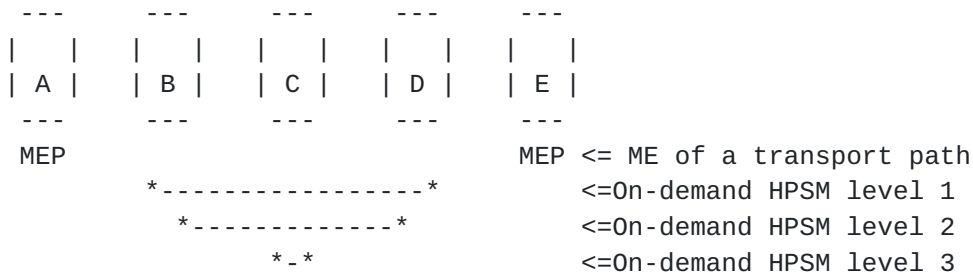 ---     ---     ---     ---     ---
|   |   |   |   |   |   |   |   |   |
| A |   | B |   | C |   | D |   | E |
 ---     ---     ---     ---     ---
 MEP                             MEP <= ME of a transport path
         *-----------------*         <=On-demand HPSM level 1
           *-------------*           <=On-demand HPSM level 2
                 *-*                 <=On-demand HPSM level 3